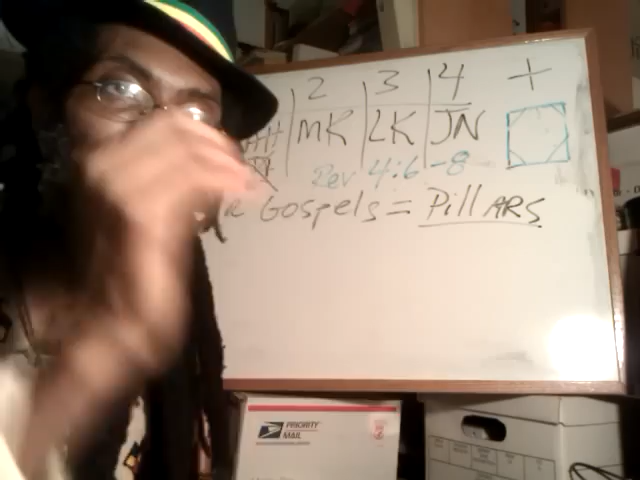 2 3 4 +
MK LK JN
Rev 4:6-8
Gospels = PillARS
PRIORITY
MAIL